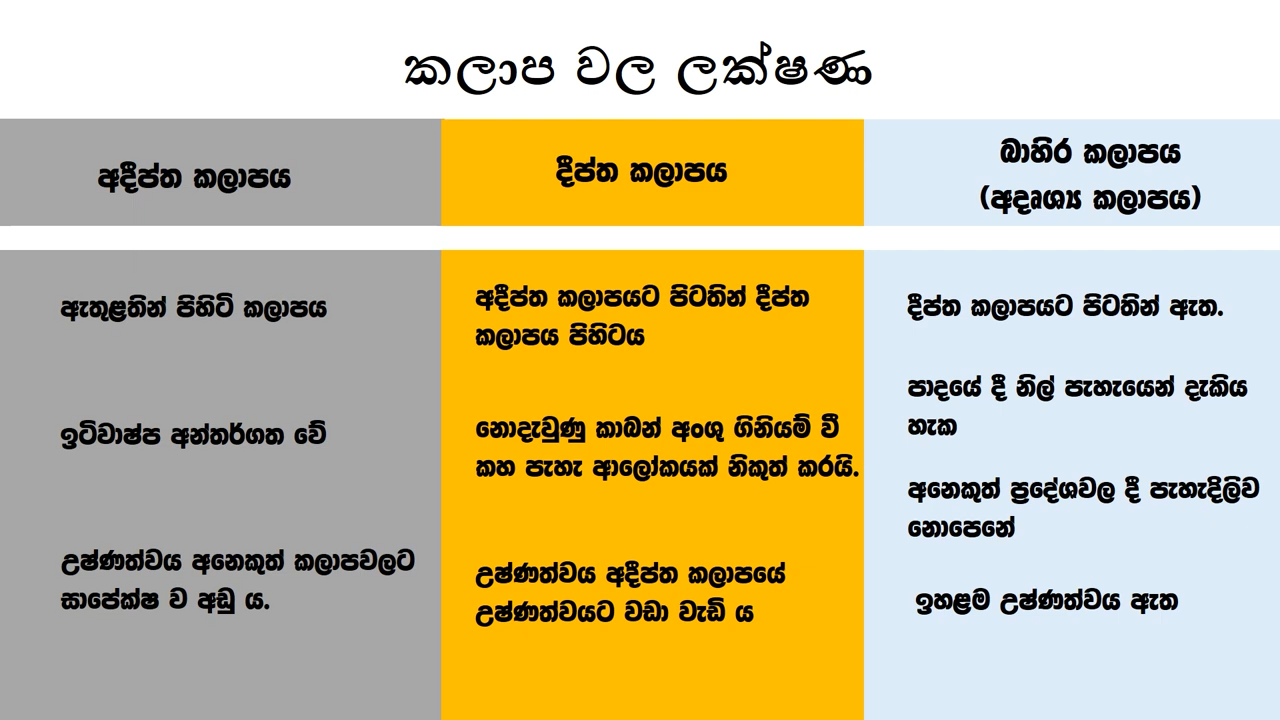 කලාප වල ලක්ෂණ
අදීප්ත කලාපය
දීප්ත කලාපය
බාහිර කලාපය
(අදෘශ්‍ය කලාපය)
ඇතුළතින් පිහිටි කලාපය
ඉටිවාෂ්ප අන්තර්ගත වේ
උෂ්ණත්වය අනෙකුත් කලාපවලට
සාපේක්ෂ ව අඩු ය.
අදීප්ත කලාපයට පිටතින් දීප්ත
කලාපය පිහිටය
නොදැවුණු කාබන් අංශු ගිනියම් වී
කහ පැහැ ආලෝකයක් නිකුත් කරයි.
උෂ්ණත්වය අදීප්ත කලාපයේ
උෂ්ණත්වයට වඩා වැඩි ය
දීප්ත කලාපයට පිටතින් ඇත.
පාදයේ දී නිල් පැහැයෙන් දැකිය
හැක
අනෙකුත් ප්‍රදේශවල දී පැහැදිලිව
නොපෙනේ
ඉහළම උෂ්ණත්වය ඇත